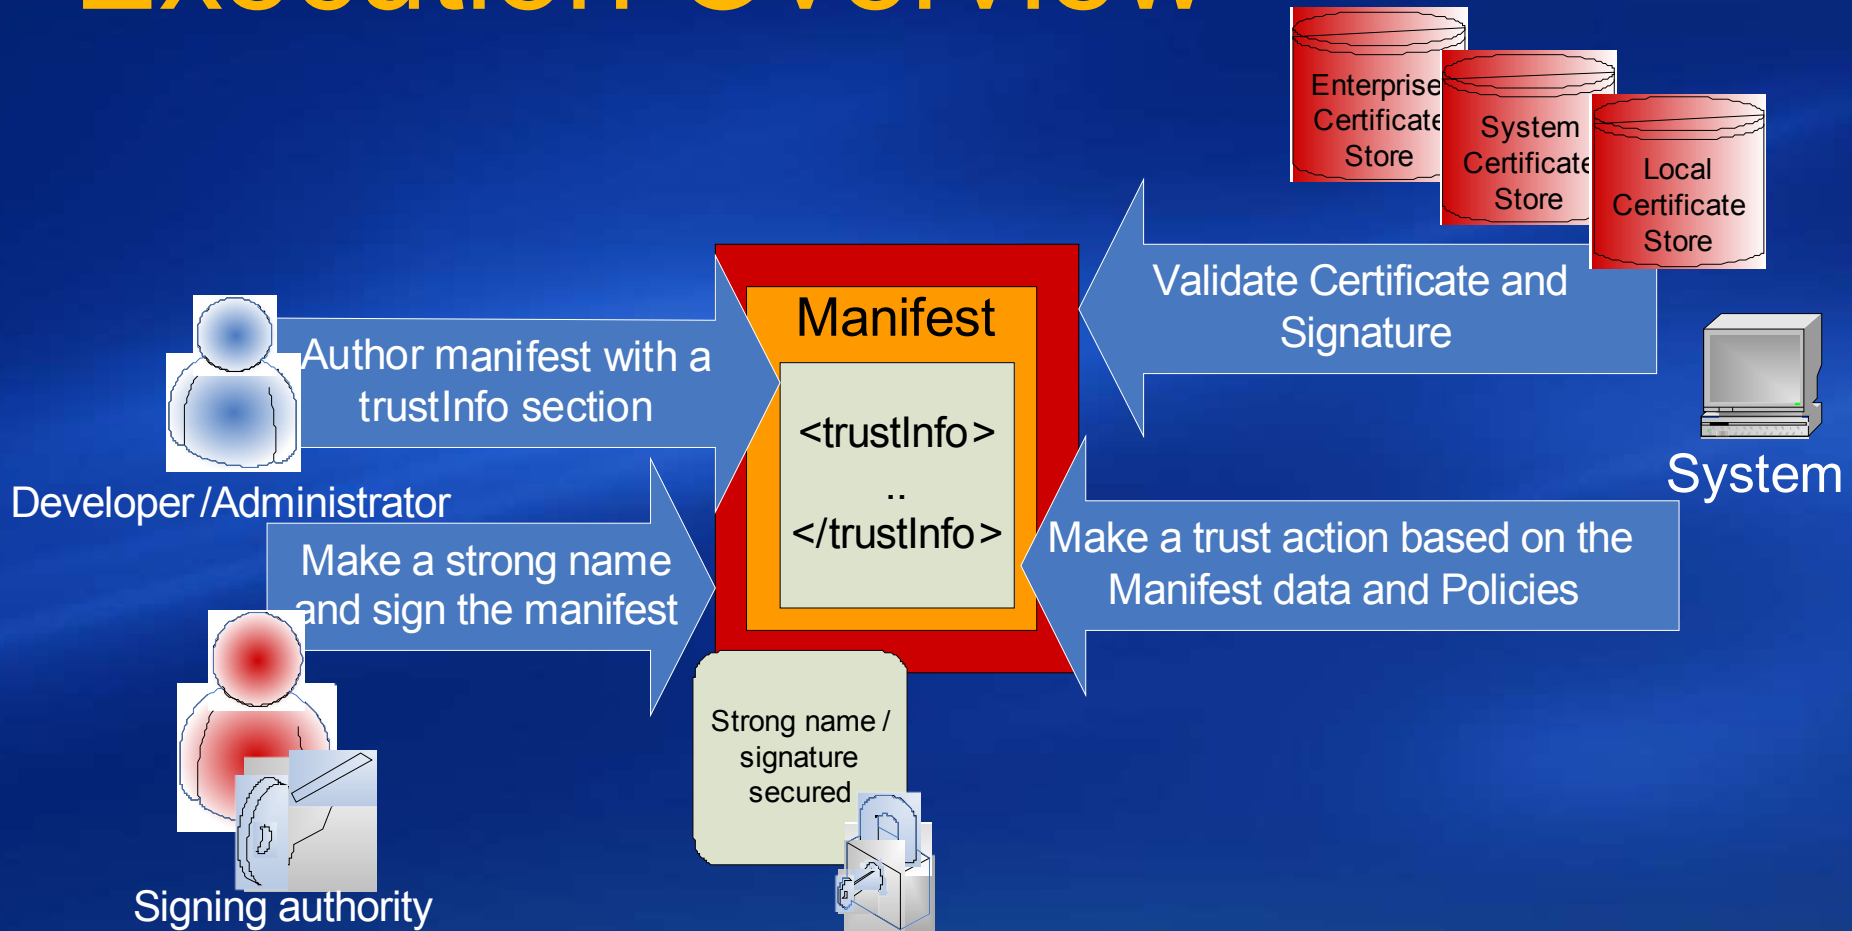 Execution Overview
Enterprise
Certificate
Store
System
Certificate
Store
Local
Certificate
Store
Validate Certificate and
Signature
Manifest
Author manifest with a
trustInfo section
<trustInfo>
..
</trustInfo>
System
Developer/Administrator
Make a strong name
and sign the manifest
Make a trust action based on the
Manifest data and Policies
Strong name /
signature
secured
Signing authority